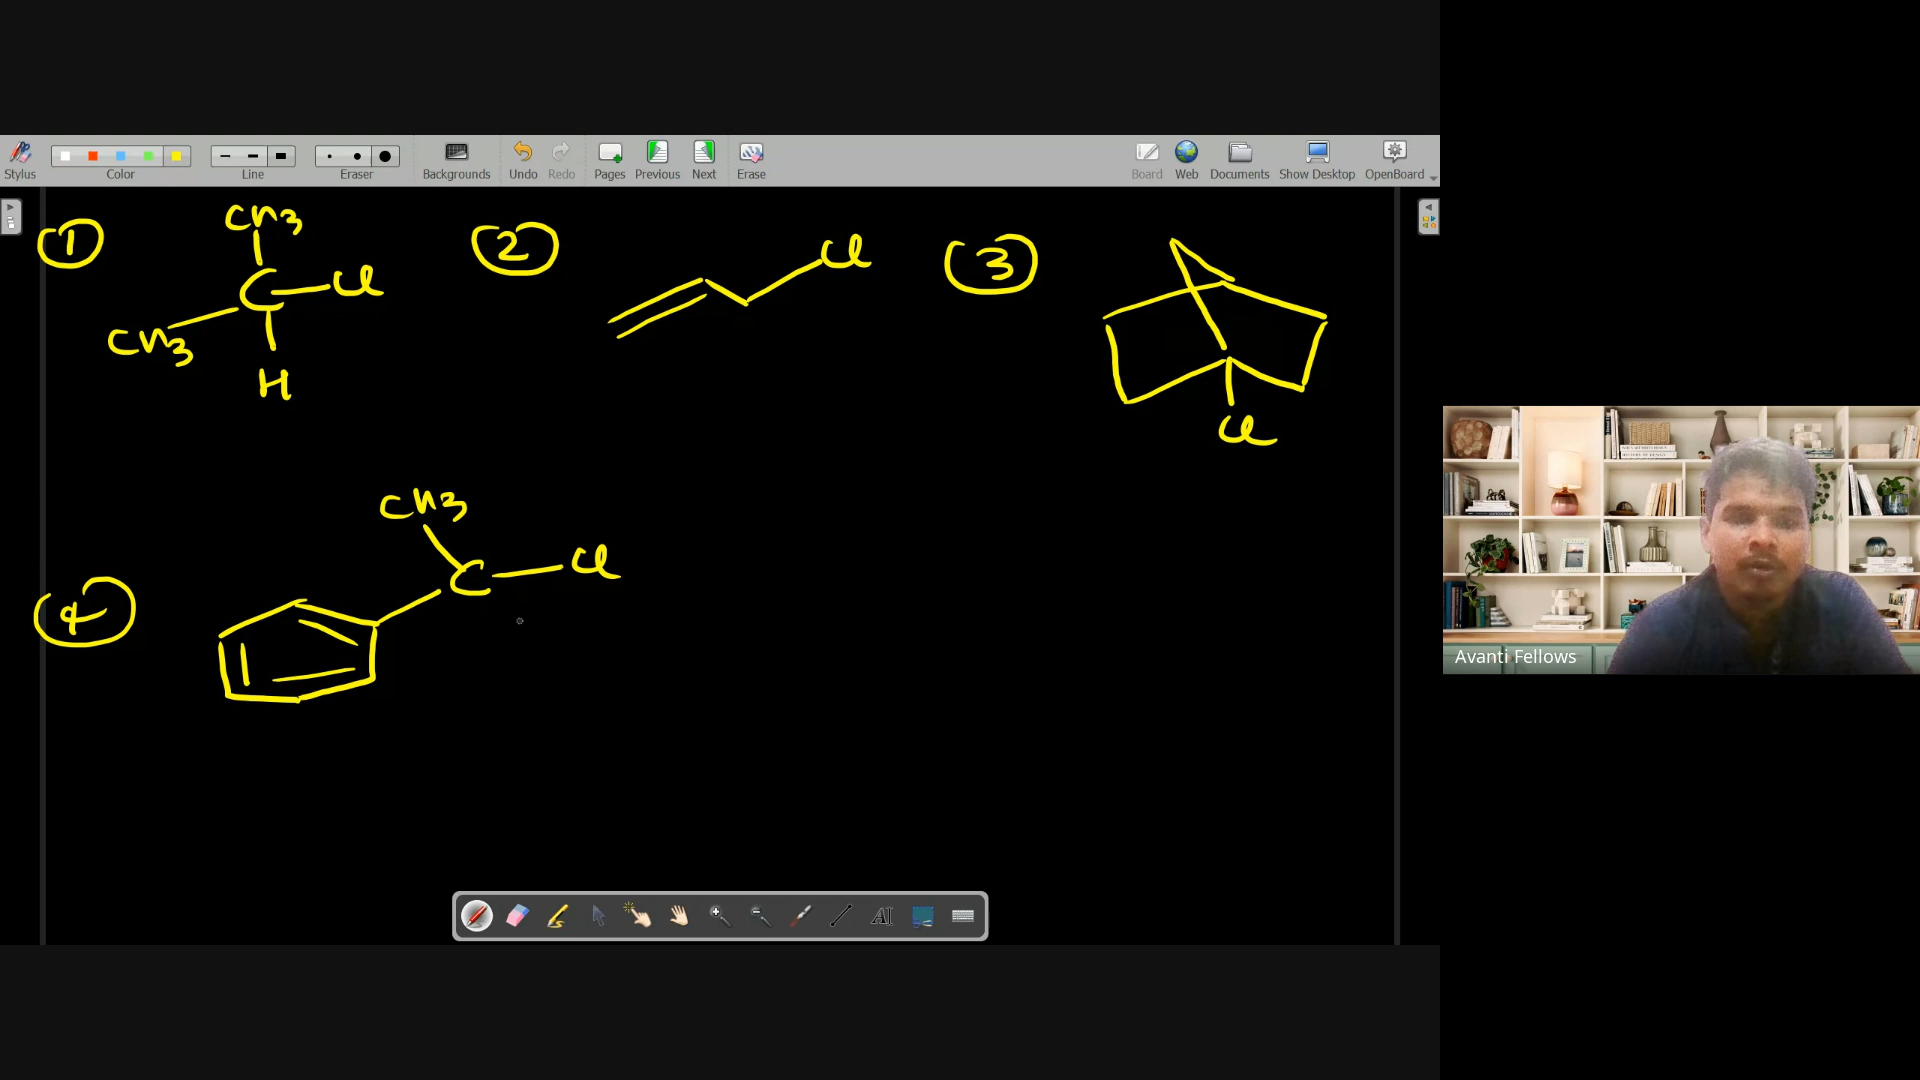 Stylus
Color
Line
Eraser
Backgrounds
Undo
Redo
Pages
Previous
Next
Erase
Board
Web
Documents
Show Desktop
OpenBoard
① CH3
C Cl
CH3
H
② Cl
③
Cl
④ CH3
C Cl
AI
Avanti Fellows